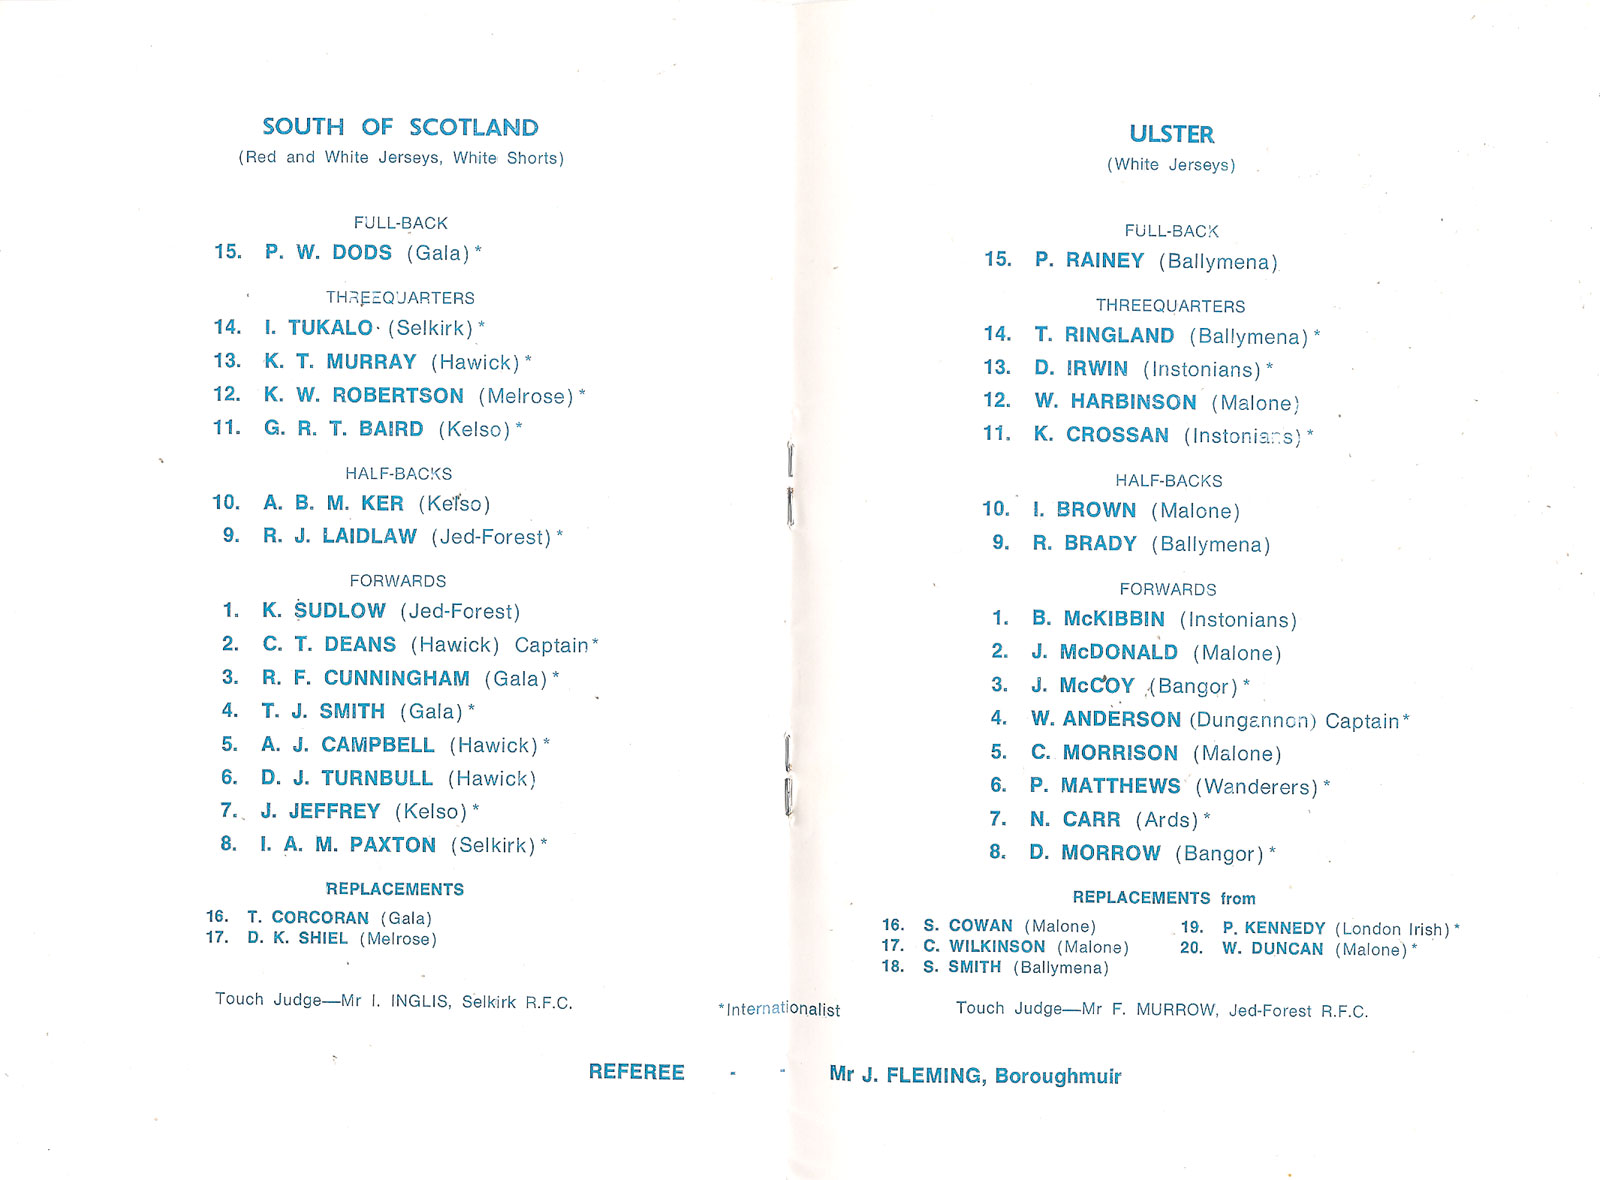 SOUTH OF SCOTLAND
(Red and White Jerseys, White Shorts)
FULL-BACK
15. P. W. DODS (Gala)*
THREEQUARTERS
14. I. TUKALO (Selkirk)*
13. K. T. MURRAY (Hawick)*
12. K. W. ROBERTSON (Melrose)*
11. G. R. T. BAIRD (Kelso)*
HALF-BACKS
10. A. B. M. KER (Kelso)
9. R. J. LAIDLAW (Jed-Forest)*
FORWARDS
1. K. SUDLOW (Jed-Forest)
2. C. T. DEANS (Hawick) Captain*
3. R. F. CUNNINGHAM (Gala)*
4. T. J. SMITH (Gala)*
5. A. J. CAMPBELL (Hawick)*
6. D. J. TURNBULL (Hawick)
7. J. JEFFREY (Kelso)*
8. I. A. M. PAXTON (Selkirk)*
REPLACEMENTS
16. T. CORCORAN (Gala)
17. D. K. SHIEL (Melrose)
Touch Judge—Mr I. INGLIS, Selkirk R.F.C.
ULSTER
(White Jerseys)
FULL-BACK
15. P. RAINEY (Ballymena)
THREEQUARTERS
14. T. RINGLAND (Ballymena)*
13. D. IRWIN (Instonians)*
12. W. HARBINSON (Malone)
11. K. CROSSAN (Instonians)*
HALF-BACKS
10. I. BROWN (Malone)
9. R. BRADY (Ballymena)
FORWARDS
1. B. McKIBBIN (Instonians)
2. J. McDONALD (Malone)
3. J. McCOY (Bangor)*
4. W. ANDERSON (Dungannon) Captain*
5. C. MORRISON (Malone)
6. P. MATTHEWS (Wanderers)*
7. N. CARR (Ards)*
8. D. MORROW (Bangor)*
REPLACEMENTS from
16. S. COWAN (Malone) 19. P. KENNEDY (London Irish)*
17. C. WILKINSON (Malone) 20. W. DUNCAN (Malone)*
18. S. SMITH (Ballymena)
*Internationalist
Touch Judge—Mr F. MURROW, Jed-Forest R.F.C.
REFEREE - - Mr J. FLEMING, Boroughmuir